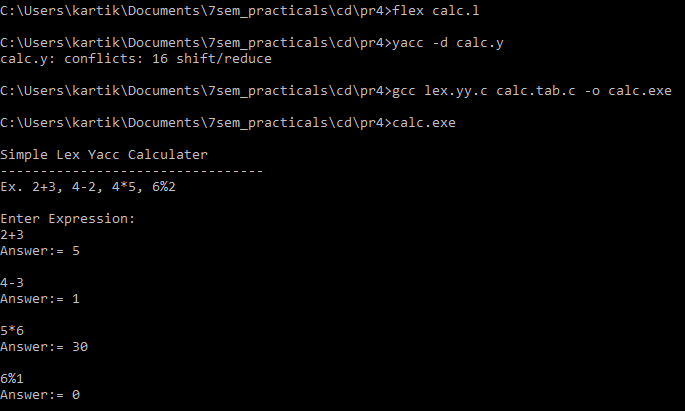 C:\Users\kartik\Documents\7sem_practicals\cd\pr4>flex calc.l
C:\Users\kartik\Documents\7sem_practicals\cd\pr4>yacc -d calc.y
calc.y: conflicts: 16 shift/reduce
C:\Users\kartik\Documents\7sem_practicals\cd\pr4>gcc lex.yy.c calc.tab.c -o calc.exe
C:\Users\kartik\Documents\7sem_practicals\cd\pr4>calc.exe
Simple Lex Yacc Calculater
---------------------------------
Ex. 2+3, 4-2, 4*5, 6%2
Enter Expression:
2+3
Answer:= 5
4-3
Answer:= 1
5*6
Answer:= 30
6%1
Answer:= 0